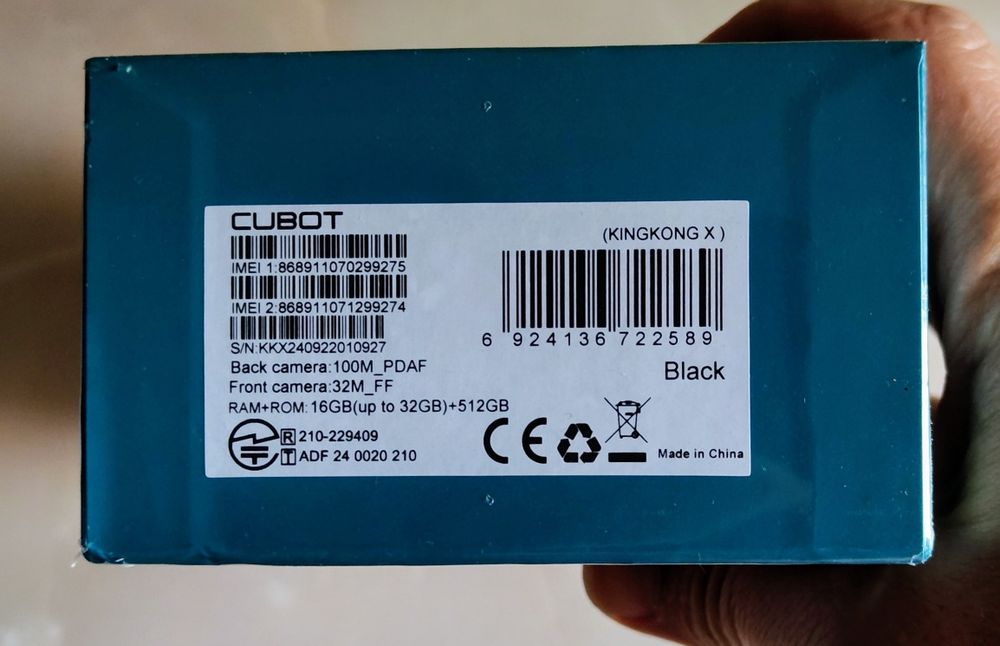 CUBOT
(KINGKONG X )
IMEI 1:868911070299275
IMEI 2:868911071299274
S/N:KKX240922010927
6 924136 722589
Back camera:100M_PDAF
Black
Front camera:32M_FF
RAM+ROM: 16GB(up to 32GB)+512GB
R 210-229409
T ADF 24 0020 210
CE
Made in China